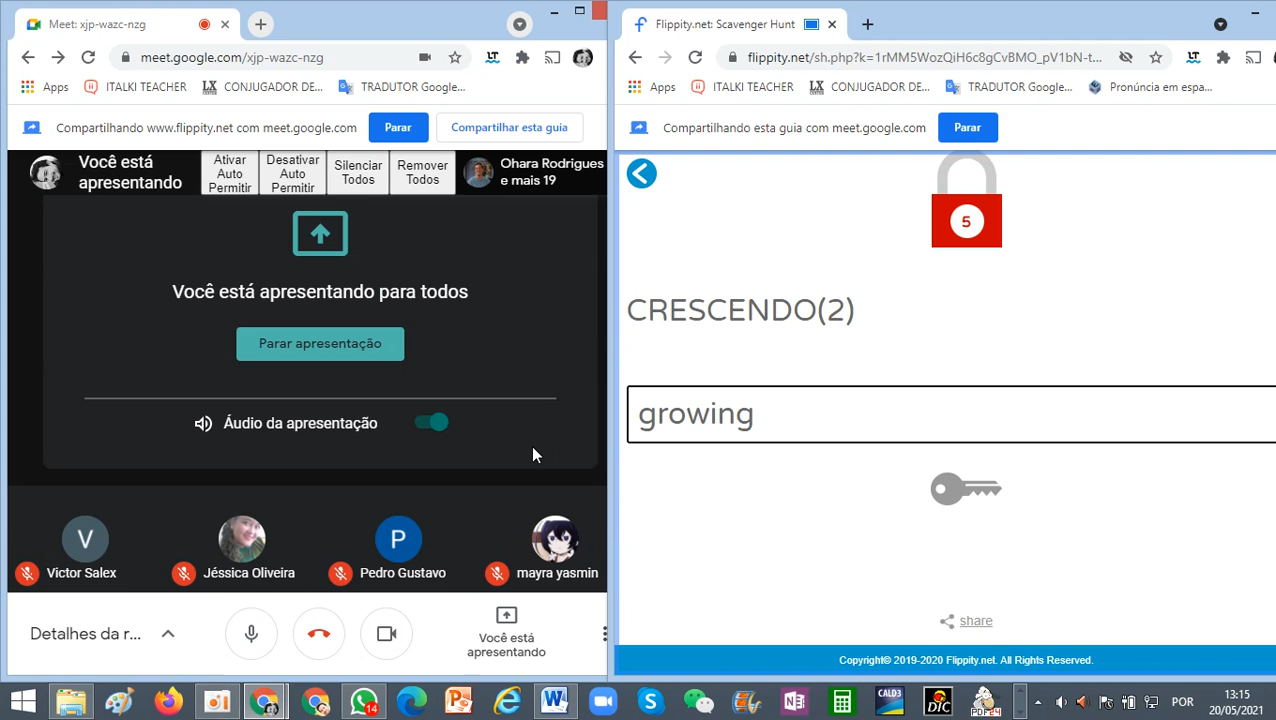 Meet: xjp-wazc-nzg
Flippity.net: Scavenger Hunt
meet.google.com/xjp-wazc-nzg
flippity.net/sh.php?k=1rMM5WozQiH6c8gCvBMO_pV1bN-t...
Apps
ITALKI TEACHER
LX CONJUGADOR DE...
TRADUTOR Google...
Apps
ITALKI TEACHER
LX CONJUGADOR DE...
TRADUTOR Google...
Pronúncia em espa...
Compartilhando www.flippity.net com meet.google.com
Parar
Compartilhar esta guia
Compartilhando esta guia com meet.google.com
Parar
Você está
apresentando
Ativar
Auto
Permitir
Desativar
Auto
Permitir
Silenciar
Todos
Remover
Todos
Ohara Rodrigues
e mais 19
Você está apresentando para todos
Parar apresentação
Áudio da apresentação
V
P
Victor Salex
Jéssica Oliveira
Pedro Gustavo
mayra yasmin
Detalhes da r...
Você está
apresentando
5
CRESCENDO(2)
growing
share
Copyright© 2019-2020 Flippity.net. All Rights Reserved.
14
CALD3
DIC
PDF24
POR
13:15
20/05/2021